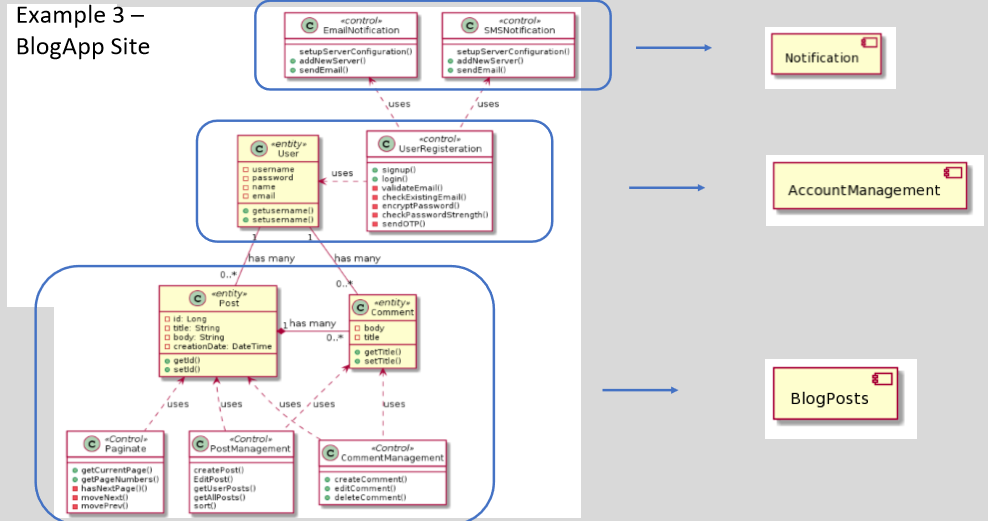 Example 3 –
BlogApp Site
«control»
EmailNotification
setupServerConfiguration()
addNewServer()
sendEmail()
«control»
SMSNotification
setupServerConfiguration()
addNewServer()
sendEmail()
Notification
uses
uses
«entity»
User
username
password
name
email
getusername()
setusername()
uses
«control»
UserRegisteration
signup()
login()
validateEmail()
checkExistingEmail()
encryptPassword()
checkPasswordStrength()
sendOTP()
AccountManagement
1
1
has many
has many
0..*
0..*
«entity»
Post
id: Long
title: String
body: String
creationDate: DateTime
getId()
setId()
1
has many
0..*
«entity»
Comment
body
title
getTitle()
setTitle()
BlogPosts
uses
uses
uses
uses
«Control»
Paginate
getCurrentPage()
getPageNumbers()
hasNextPage()()
moveNext()
movePrev()
«Control»
PostManagement
createPost()
EditPost()
getUserPosts()
getAllPosts()
sort()
«Control»
CommentManagement
createComment()
editComment()
deleteComment()
C
C
C
C
C
C
C
C
C